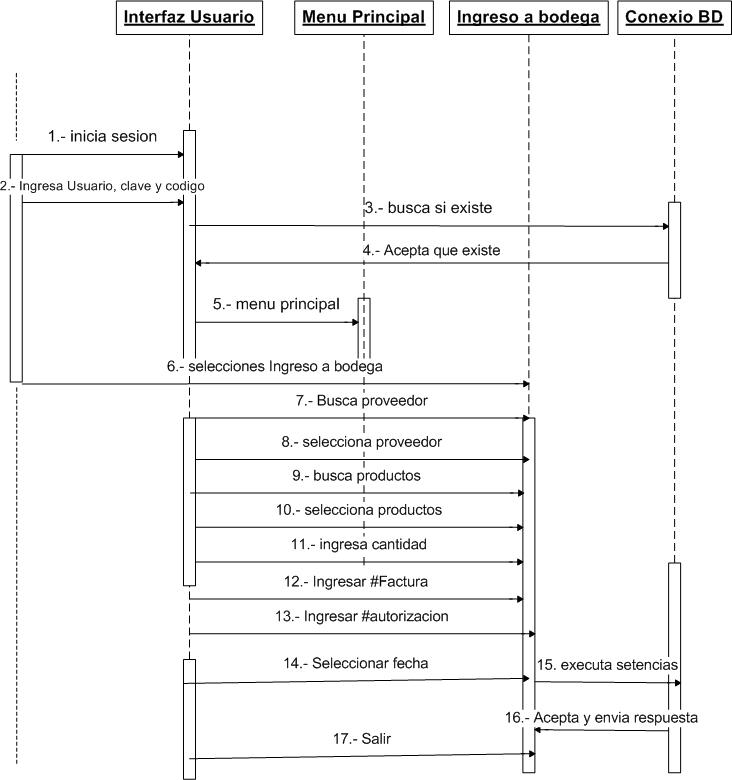 Interfaz Usuario
Menu Principal
Ingreso a bodega
Conexio BD
1.- inicia sesion
2.- Ingresa Usuario, clave y codigo
3.- busca si existe
4.- Acepta que existe
5.- menu principal
6.- selecciones Ingreso a bodega
7.- Busca proveedor
8.- selecciona proveedor
9.- busca productos
10.- selecciona productos
11.- ingresa cantidad
12.- Ingresar #Factura
13.- Ingresar #autorizacion
14.- Seleccionar fecha
15. executa setencias
16.- Acepta y envia respuesta
17.- Salir